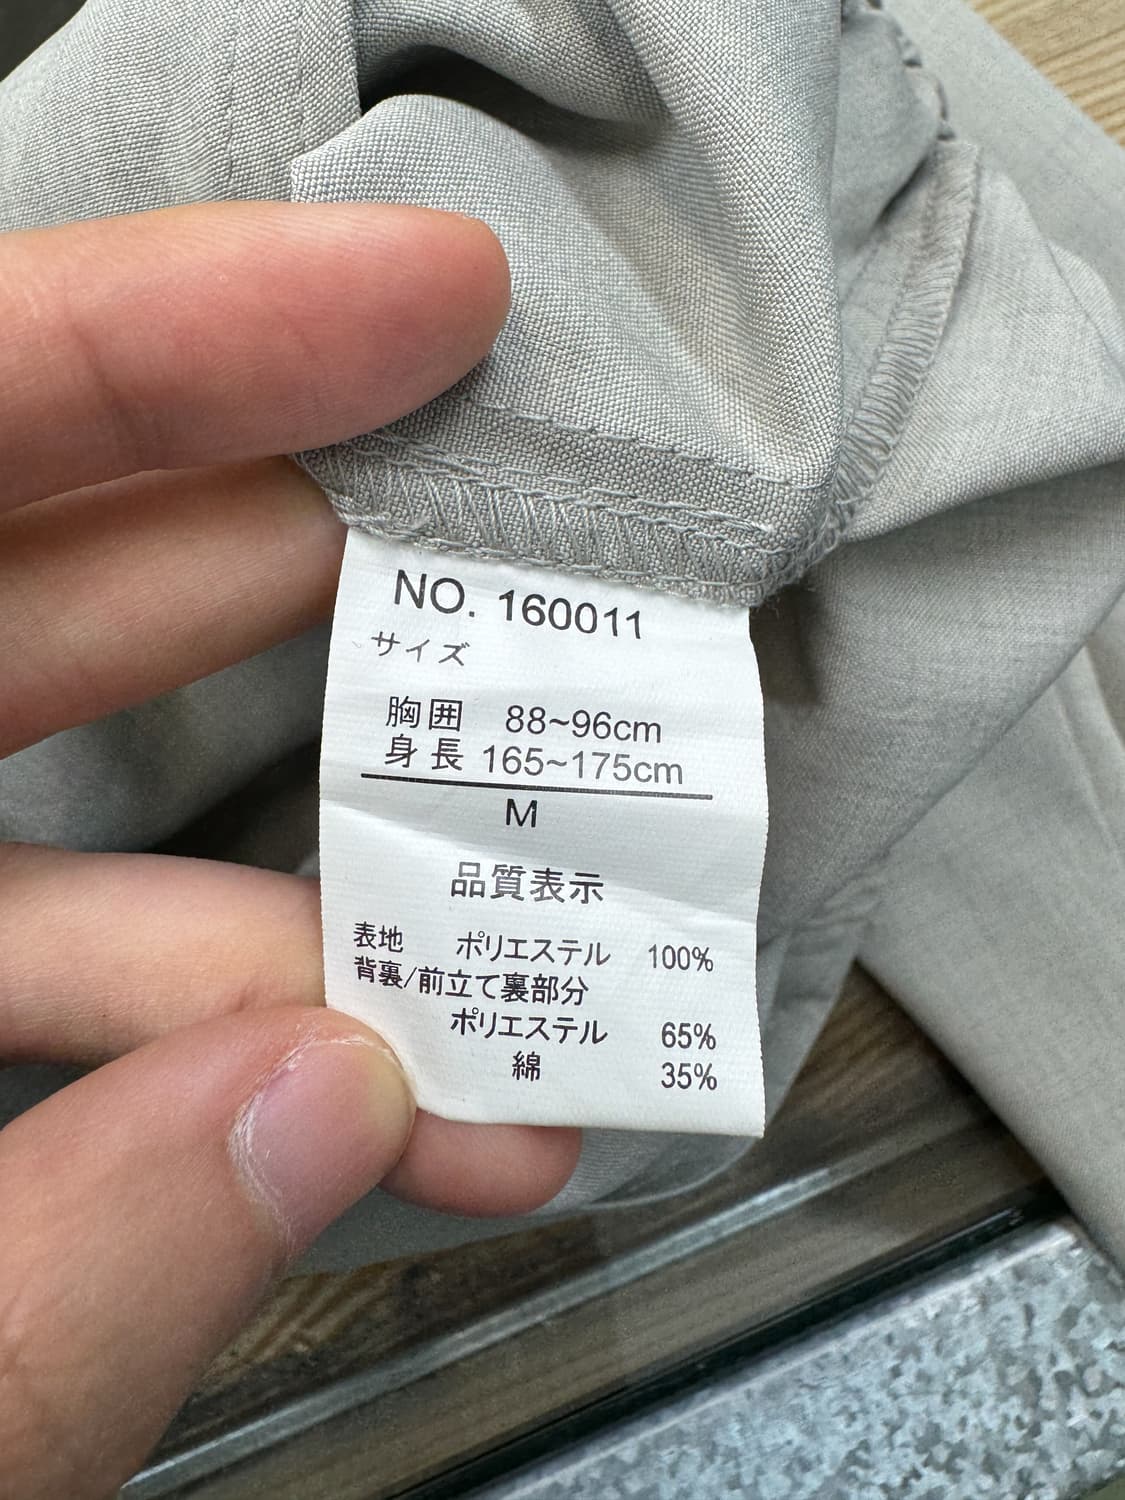 NO. 160011
サイズ
胸囲 88~96cm
身長 165~175cm
M
品質表示
表地 ポリエステル 100%
背裏/前立て裏部分
ポリエステル 65%
綿 35%